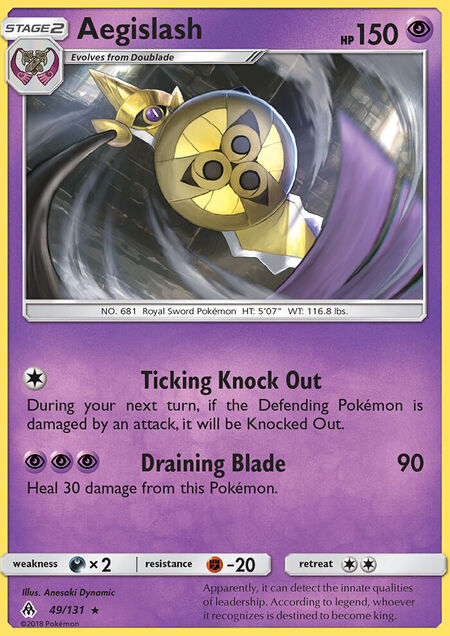 STAGE2
Aegislash
HP 150
Evolves from Doublade
NO. 681 Royal Sword Pokémon HT: 5'07" WT: 116.8 lbs.
Ticking Knock Out
During your next turn, if the Defending Pokémon is
damaged by an attack, it will be Knocked Out.
Draining Blade 90
Heal 30 damage from this Pokémon.
weakness ×2 resistance -20 retreat
Illus. Anesaki Dynamic
49/131 ★
©2018 Pokémon
Apparently, it can detect the innate qualities
of leadership. According to legend, whoever
it recognizes is destined to become king.